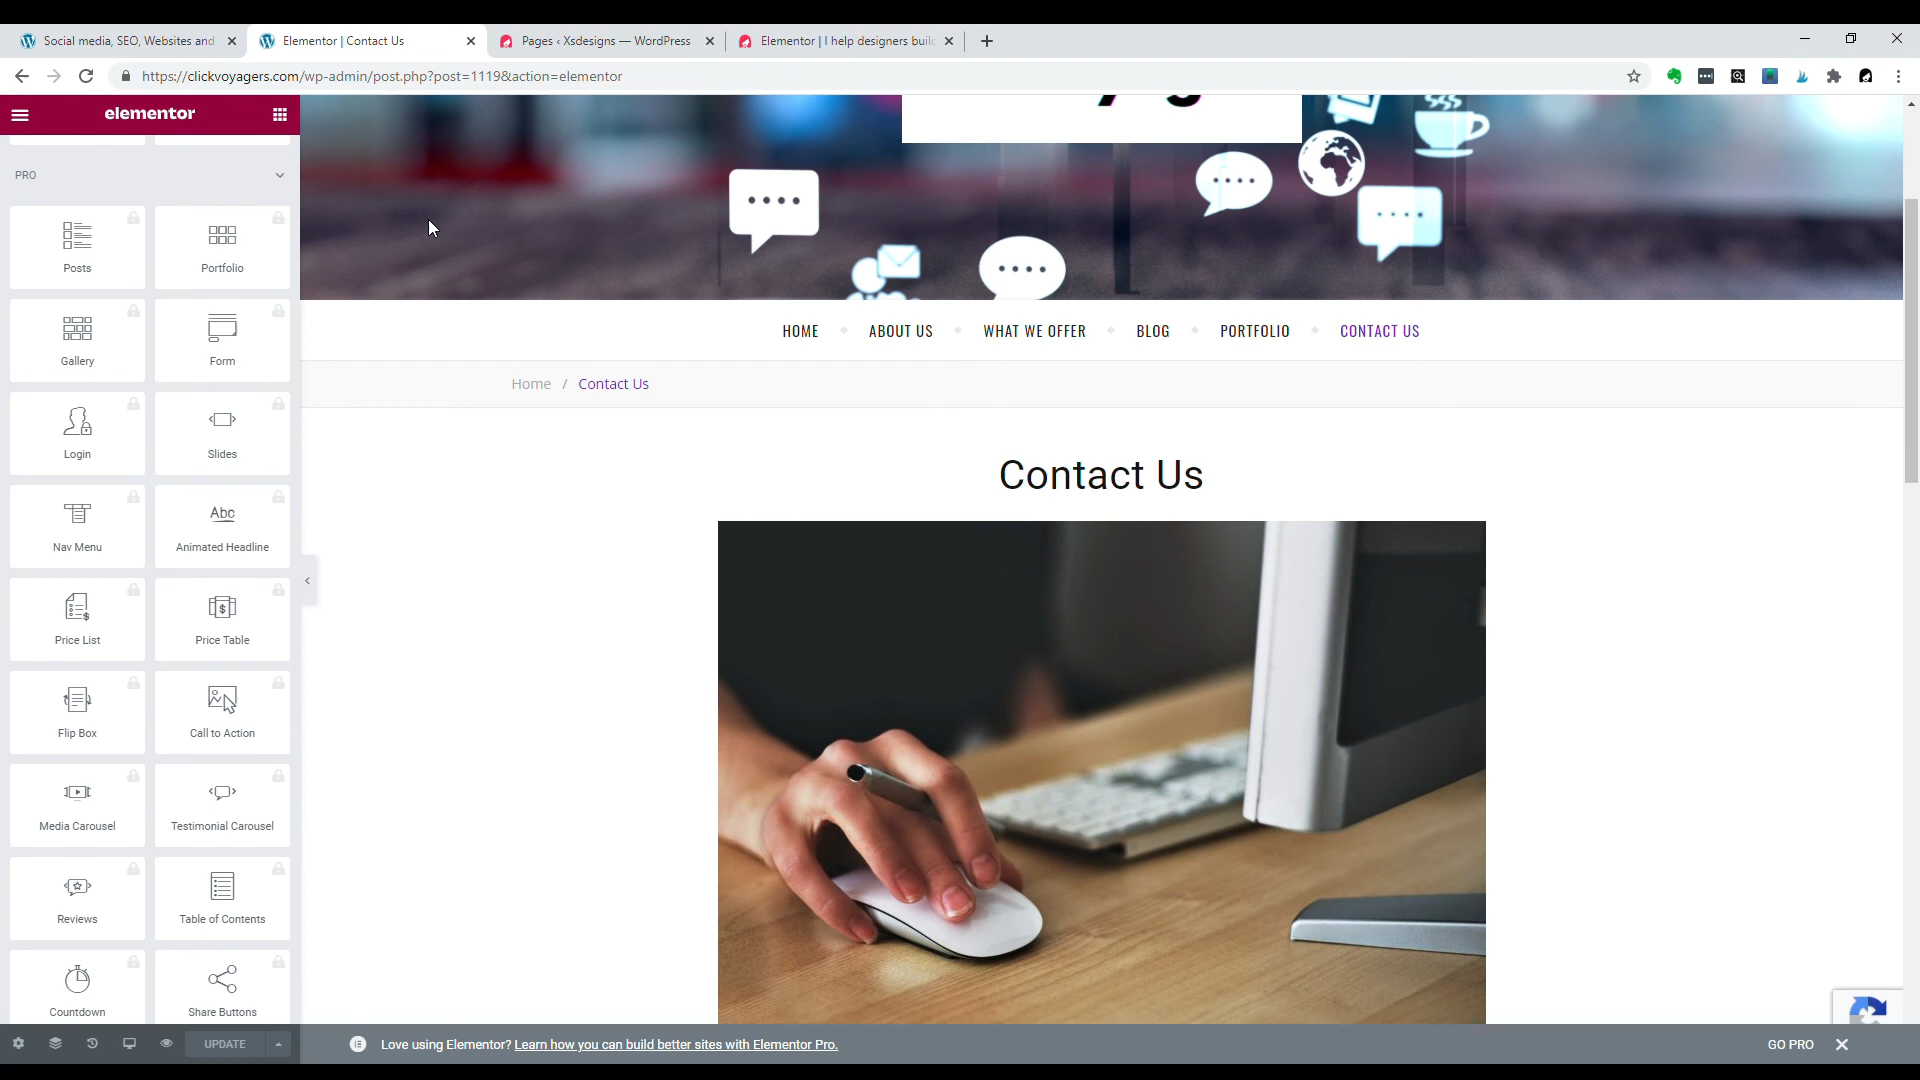 Social media, SEO, Websites and
Elementor | Contact Us
Pages ‹ Xsdesigns — WordPress
Elementor | I help designers buil
https://clickvoyagers.com/wp-admin/post.php?post=1119&action=elementor
elementor
PRO
Posts
Portfolio
Gallery
Form
Login
Slides
Abc
Nav Menu
Animated Headline
Price List
Price Table
Flip Box
Call to Action
Media Carousel
Testimonial Carousel
Reviews
Table of Contents
Countdown
Share Buttons
UPDATE
HOME
ABOUT US
WHAT WE OFFER
BLOG
PORTFOLIO
CONTACT US
Home / Contact Us
Contact Us
Love using Elementor? Learn how you can build better sites with Elementor Pro.
GO PRO